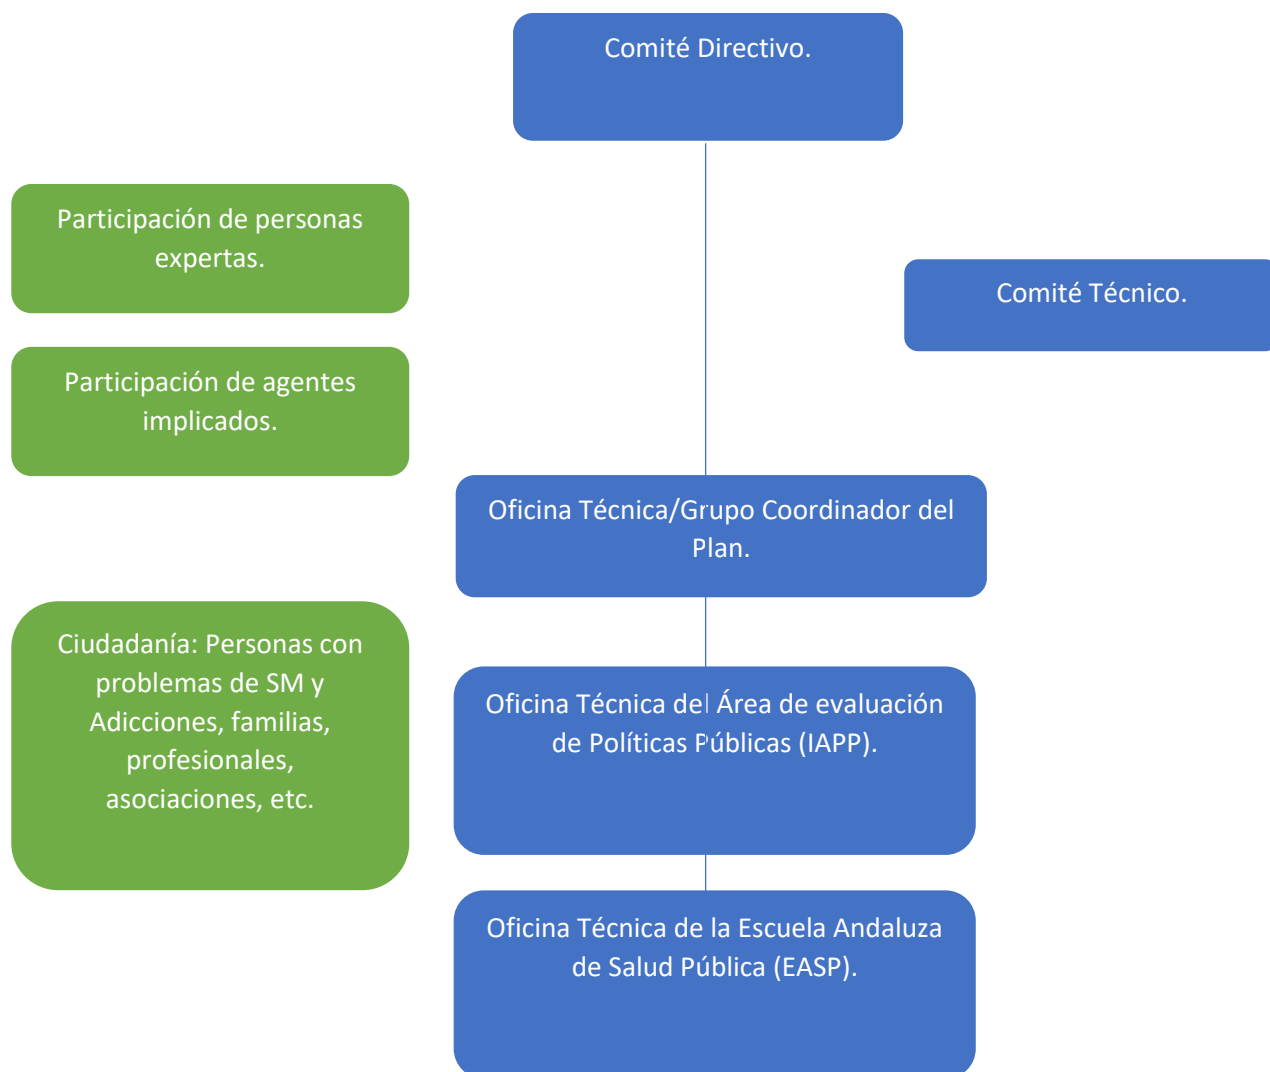 Comité Directivo.
Participación de personas
expertas.
Comité Técnico.
Participación de agentes
implicados.
Oficina Técnica/Grupo Coordinador del
Plan.
Ciudadanía: Personas con
problemas de SM y
Adicciones, familias,
profesionales,
asociaciones, etc.
Oficina Técnica del Área de evaluación
de Políticas Públicas (IAPP).
Oficina Técnica de la Escuela Andaluza
de Salud Pública (EASP).